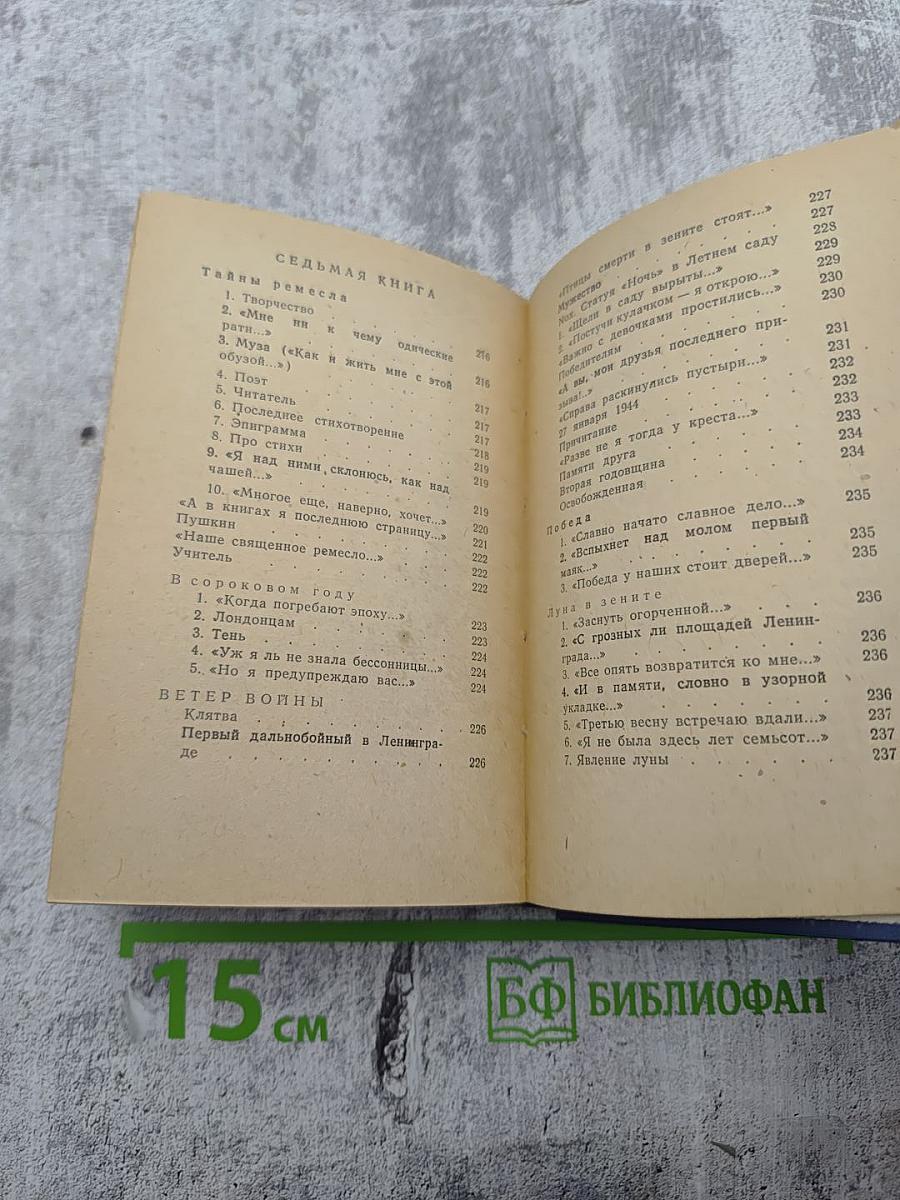 СЕДЬМАЯ КНИГА
Тайны ремесла
1. Творчество . . . . . 216
2. «Мне ни к чему одические
рати...» . . . . . 216
3. Муза («Как и жить мне с этой
обузой...») . . . . . 217
4. Поэт . . . . . 217
5. Читатель . . . . . 217
6. Последнее стихотворение 218
7. Эпиграмма . . . . . 219
8. Про стихи . . . . . 219
9. «Я над ними склонюсь, как над
чашей...» . . . . . 219
10. «Многое еще, наверно, хочет...» 220
«А в книгах я последнюю страницу...» 221
Пушкин . . . . . 222
«Наше священное ремесло...» . 222
Учитель . . . . . 222
В сороковом году
1. «Когда погребают эпоху...» 223
2. Лондонцам . . . . . 223
3. Тень . . . . . 224
4. «Уж я ль не знала бессонницы...» 224
5. «Но я предупреждаю вас...» . 224
ВЕТЕР ВОЙНЫ
Клятва . . . . . 226
Первый дальнобойный в Ленингра-
де . . . . . 226
«Птицы смерти в зените стоят...» 227
Мужество . . . . . 227
Nox. Статуя «Ночь» в Летнем саду 228
1. «Щели в саду вырыты...» 229
2. «Постучи кулачком — я открою...» 229
«Важно с девочками простились...» 230
Победителям . . . . . 230
«А вы, мои друзья последнего при-
зыва!..» . . . . . 231
«Справа раскинулись пустыри...» 231
27 января 1944 . . . . . 232
Причитание . . . . . 232
«Разве не я тогда у креста...» 233
Памяти друга . . . . . 233
Вторая годовщина . . . . . 234
Освобожденная . . . . . 234
Победа
1. «Славно начато славное дело...» 235
2. «Вспыхнет над молом первый
маяк...» . . . . . 235
3. «Победа у наших стоит дверей...» 235
Луна в зените
1. «Заснуть огорченной...» . . . 236
2. «С грозных ли площадей Ленин-
града...» . . . . . 236
3. «Все опять возвратится ко мне...» 236
4. «И в памяти, словно в узорной
укладке...» . . . . . 236
5. «Третью весну встречаю вдали...» 237
6. «Я не была здесь лет семьсот...» 237
7. Явление луны . . . . . 237
15 см
БФ БИБЛИОФАН